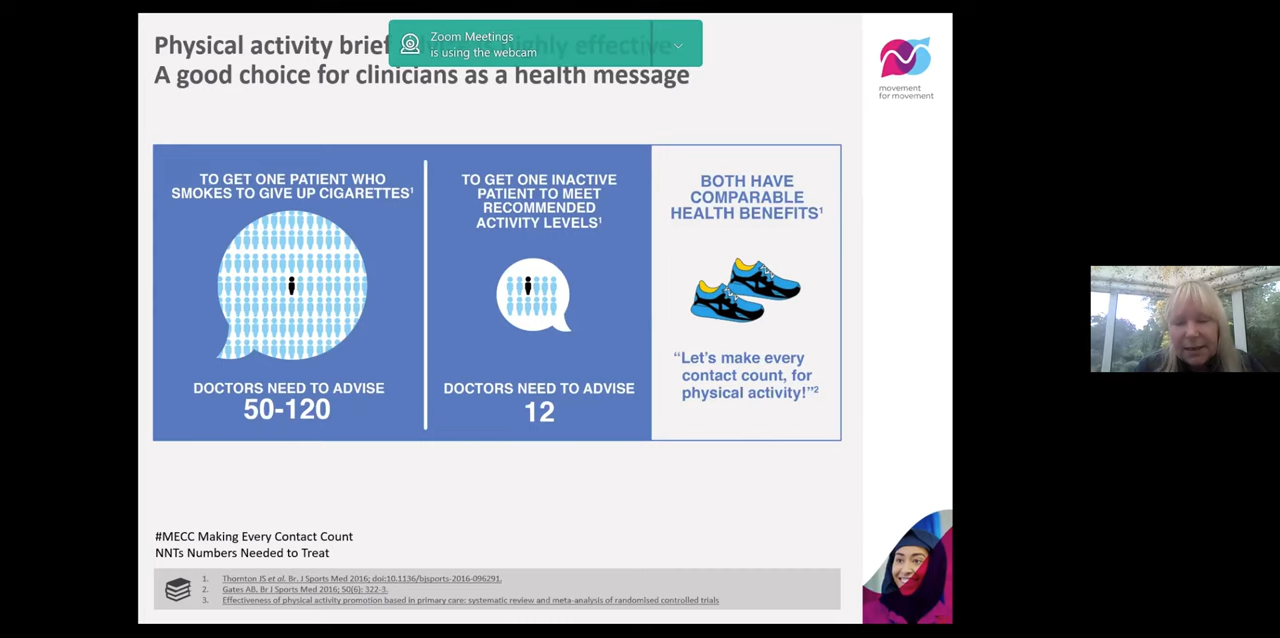 Physical activity brief
Zoom Meetings
is using the webcam
A good choice for clinicians as a health message
movement
for movement
TO GET ONE PATIENT WHO
SMOKES TO GIVE UP CIGARETTES¹
DOCTORS NEED TO ADVISE
50-120
TO GET ONE INACTIVE
PATIENT TO MEET
RECOMMENDED
ACTIVITY LEVELS¹
DOCTORS NEED TO ADVISE
12
BOTH HAVE
COMPARABLE
HEALTH BENEFITS¹
“Let’s make every
contact count, for
physical activity!”²
#MECC Making Every Contact Count
NNTs Numbers Needed to Treat
1. Thornton JS et al. Br. J Sports Med 2016; doi:10.1136/bjsports-2016-096291.
2. Gates AB. Br J Sports Med 2016; 50(6): 322-3.
3. Effectiveness of physical activity promotion based in primary care: systematic review and meta-analysis of randomised controlled trials